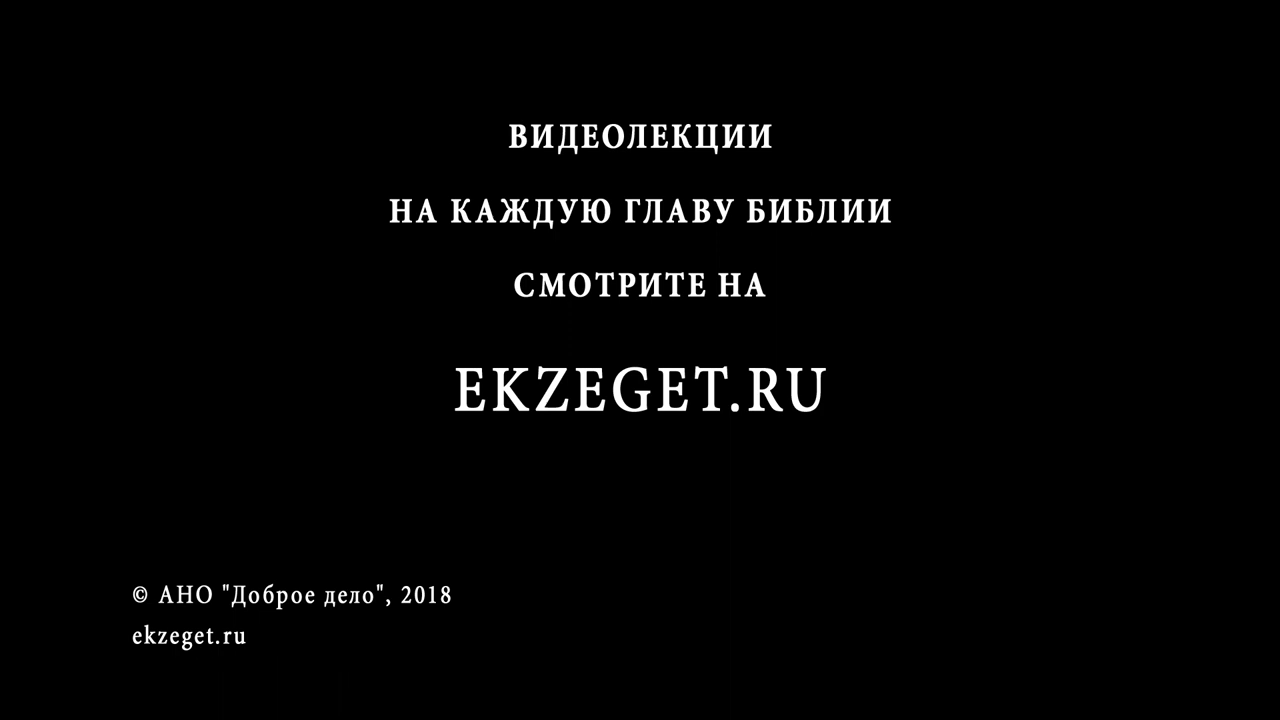 ВИДЕОЛЕКЦИИ
НА КАЖДУЮ ГЛАВУ БИБЛИИ
СМОТРИТЕ НА
EKZEGET.RU
© АНО "Доброе дело", 2018
ekzeget.ru